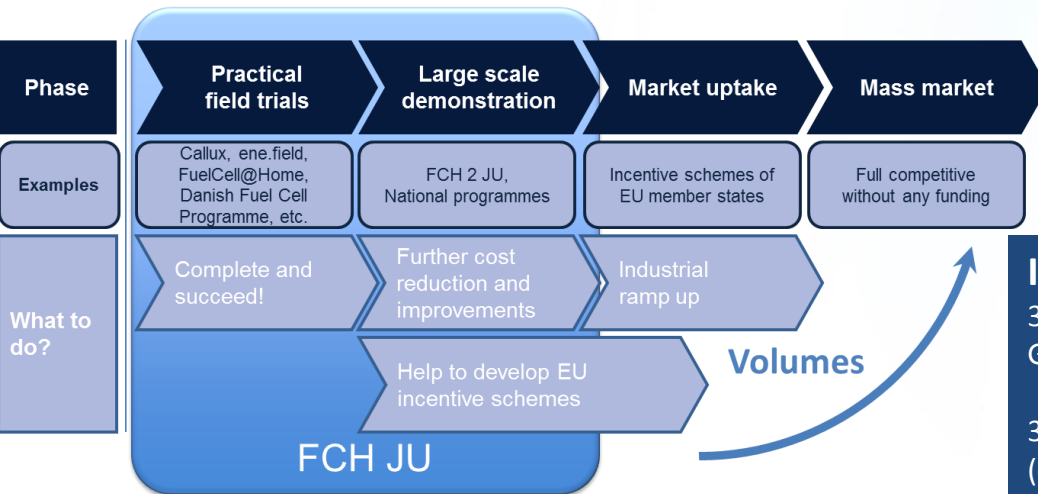 Phase
Practical
field trials
Large scale
demonstration
Market uptake
Mass market
Examples
Callux, ene.field,
FuelCell@Home,
Danish Fuel Cell
Programme, etc.
FCH 2 JU,
National programmes
Incentive schemes of
EU member states
Full competitive
without any funding
What to
do?
Complete and
succeed!
Further cost
reduction and
improvements
Industrial
ramp up
Help to develop EU
incentive schemes
Volumes
FCH JU
3
3
(